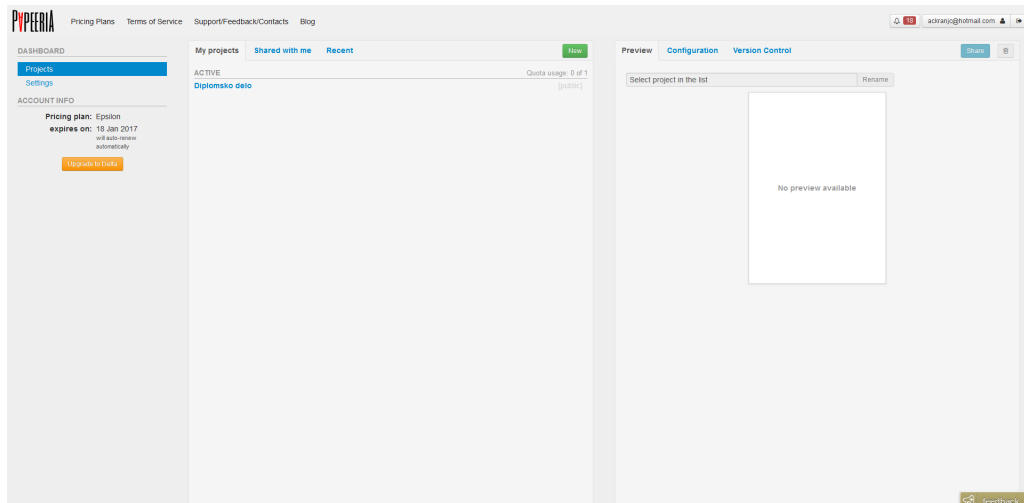 PAPEERIA Pricing Plans Terms of Service Support/Feedback/Contacts Blog 18 ackranjc@hotmail.com
DASHBOARD
Projects
Settings
ACCOUNT INFO
Pricing plan: Epsilon
expires on: 18 Jan 2017
will auto-renew
automatically
Upgrade to Delta
My projects Shared with me Recent New
ACTIVE Quota usage: 0 of 1
Diplomsko delo [public]
Preview Configuration Version Control Share
Select project in the list Rename
No preview available
feedback